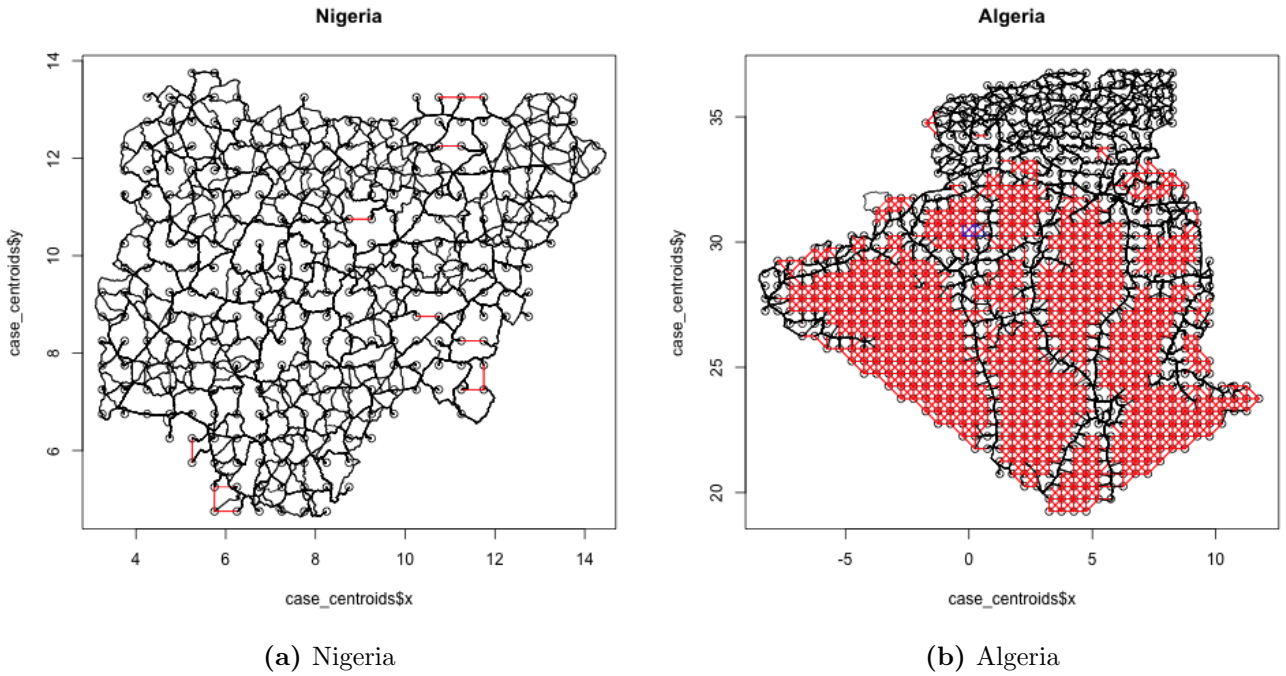 Nigeria
14
12
10
8
6
case_centroids$y
4 6 8 10 12 14
case_centroids$x
(a) Nigeria
Algeria
35
30
25
20
case_centroids$y
-5 0 5 10
case_centroids$x
(b) Algeria